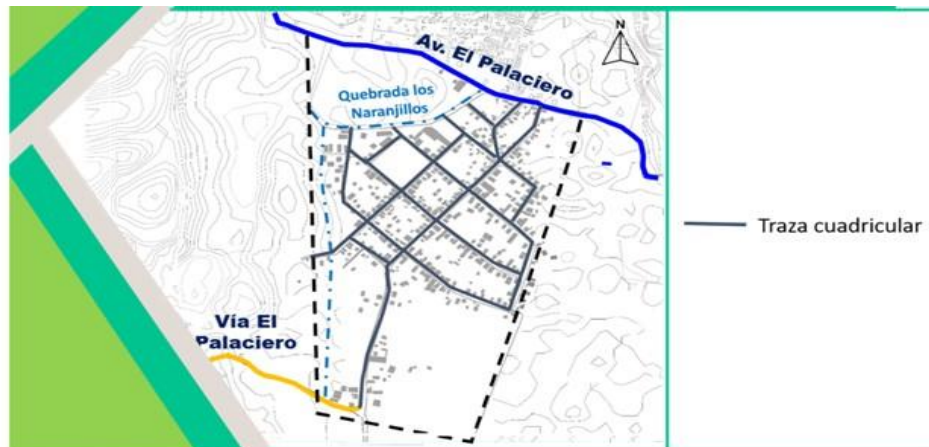 N
Av. El Palaciero
Quebrada los
Naranjillos
Traza cuadricular
Vía El
Palaciero